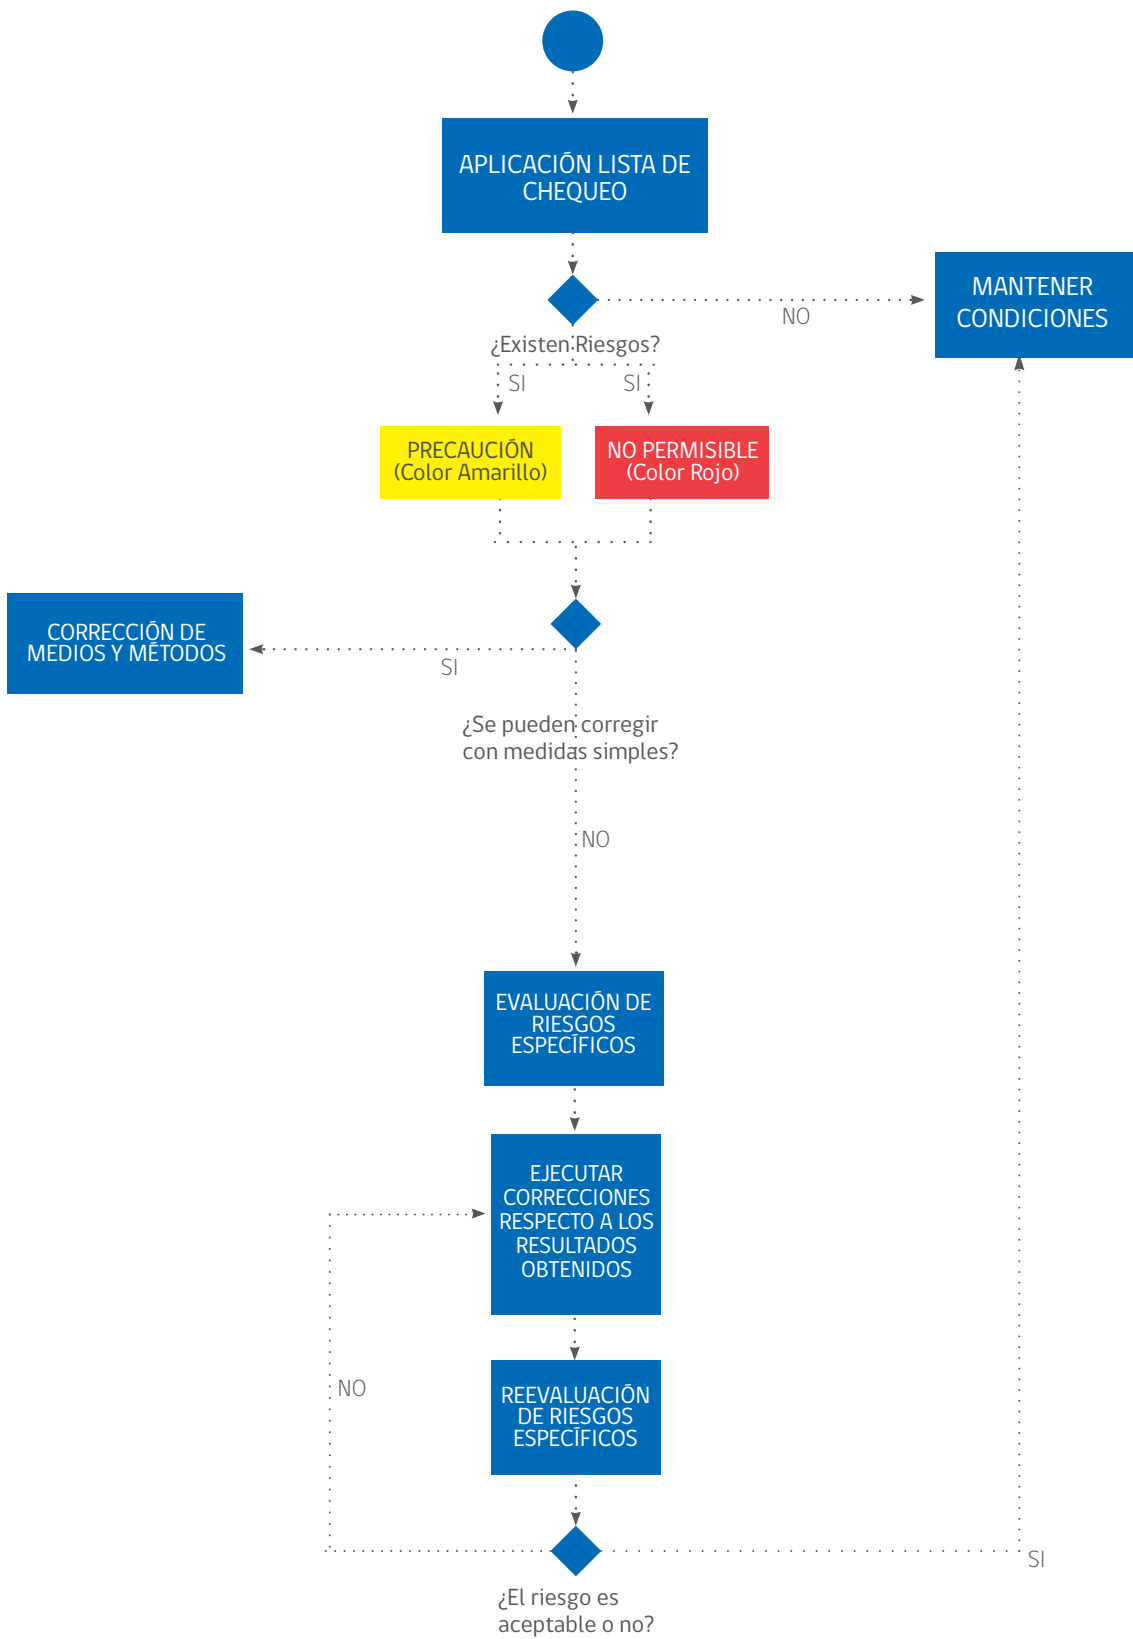 APLICACIÓN LISTA DE
CHEQUEO
MANTENER
CONDICIONES
NO
¿Existen Riesgos?
SI
SI
PRECAUCIÓN
(Color Amarillo)
NO PERMISIBLE
(Color Rojo)
CORRECCIÓN DE
MEDIOS Y MÉTODOS
SI
¿Se pueden corregir
con medidas simples?
NO
EVALUACIÓN DE
RIESGOS
ESPECÍFICOS
EJECUTAR
CORRECCIONES
RESPECTO A LOS
RESULTADOS
OBTENIDOS
NO
REEVALUACIÓN
DE RIESGOS
ESPECÍFICOS
SI
¿El riesgo es
aceptable o no?